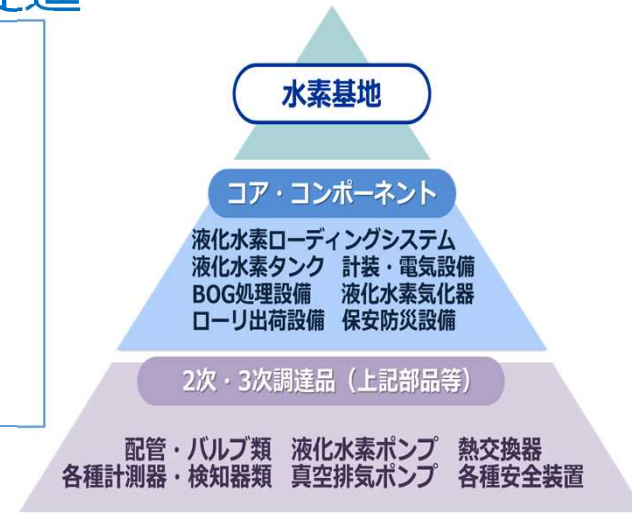 水素基地
コア・コンポーネント
液化水素ローディングシステム
液化水素タンク 計装・電気設備
BOG処理設備 液化水素気化器
ローリ出荷設備 保安防災設備
2次・3次調達品（上記部品等）
配管・バルブ類 液化水素ポンプ 熱交換器
各種計測器・検知器類 真空排気ポンプ 各種安全装置